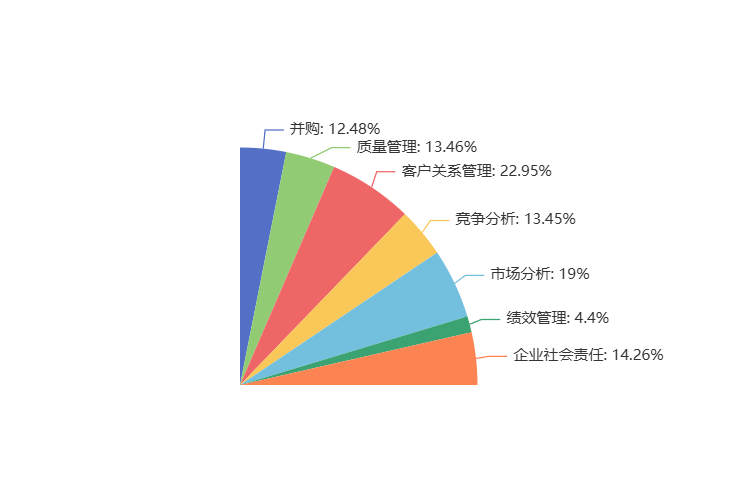 并购: 12.48%
质量管理: 13.46%
客户关系管理: 22.95%
竞争分析: 13.45%
市场分析: 19%
绩效管理: 4.4%
企业社会责任: 14.26%